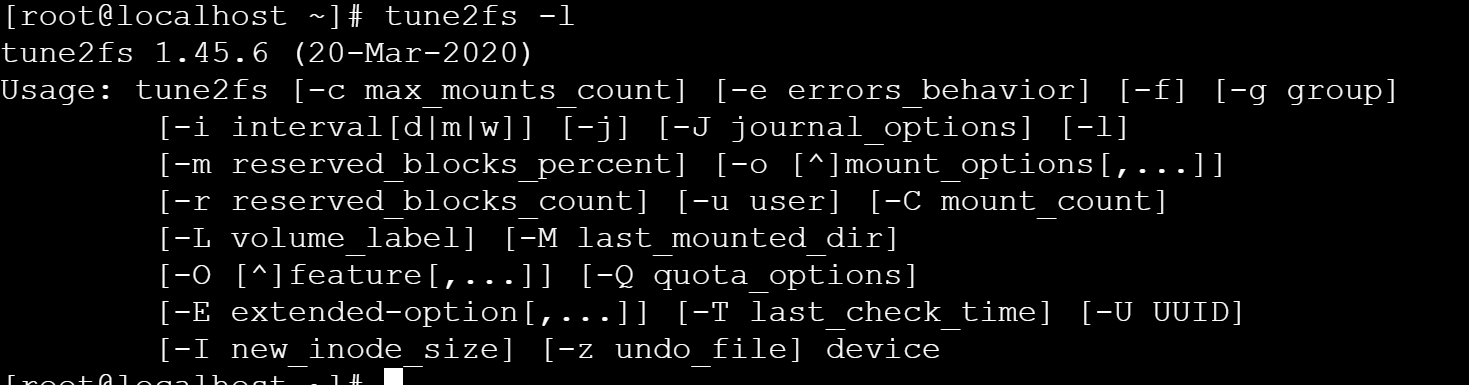 [root@localhost ~]# tune2fs -l
tune2fs 1.45.6 (20-Mar-2020)
Usage: tune2fs [-c max_mounts_count] [-e errors_behavior] [-f] [-g group]
[-i interval[d|m|w]] [-j] [-J journal_options] [-l]
[-m reserved_blocks_percent] [-o [^]mount_options[,...]]
[-r reserved_blocks_count] [-u user] [-C mount_count]
[-L volume_label] [-M last_mounted_dir]
[-O [^]feature[,...]] [-Q quota_options]
[-E extended-option[,...]] [-T last_check_time] [-U UUID]
[-I new_inode_size] [-z undo_file] device
[root@localhost ~]#